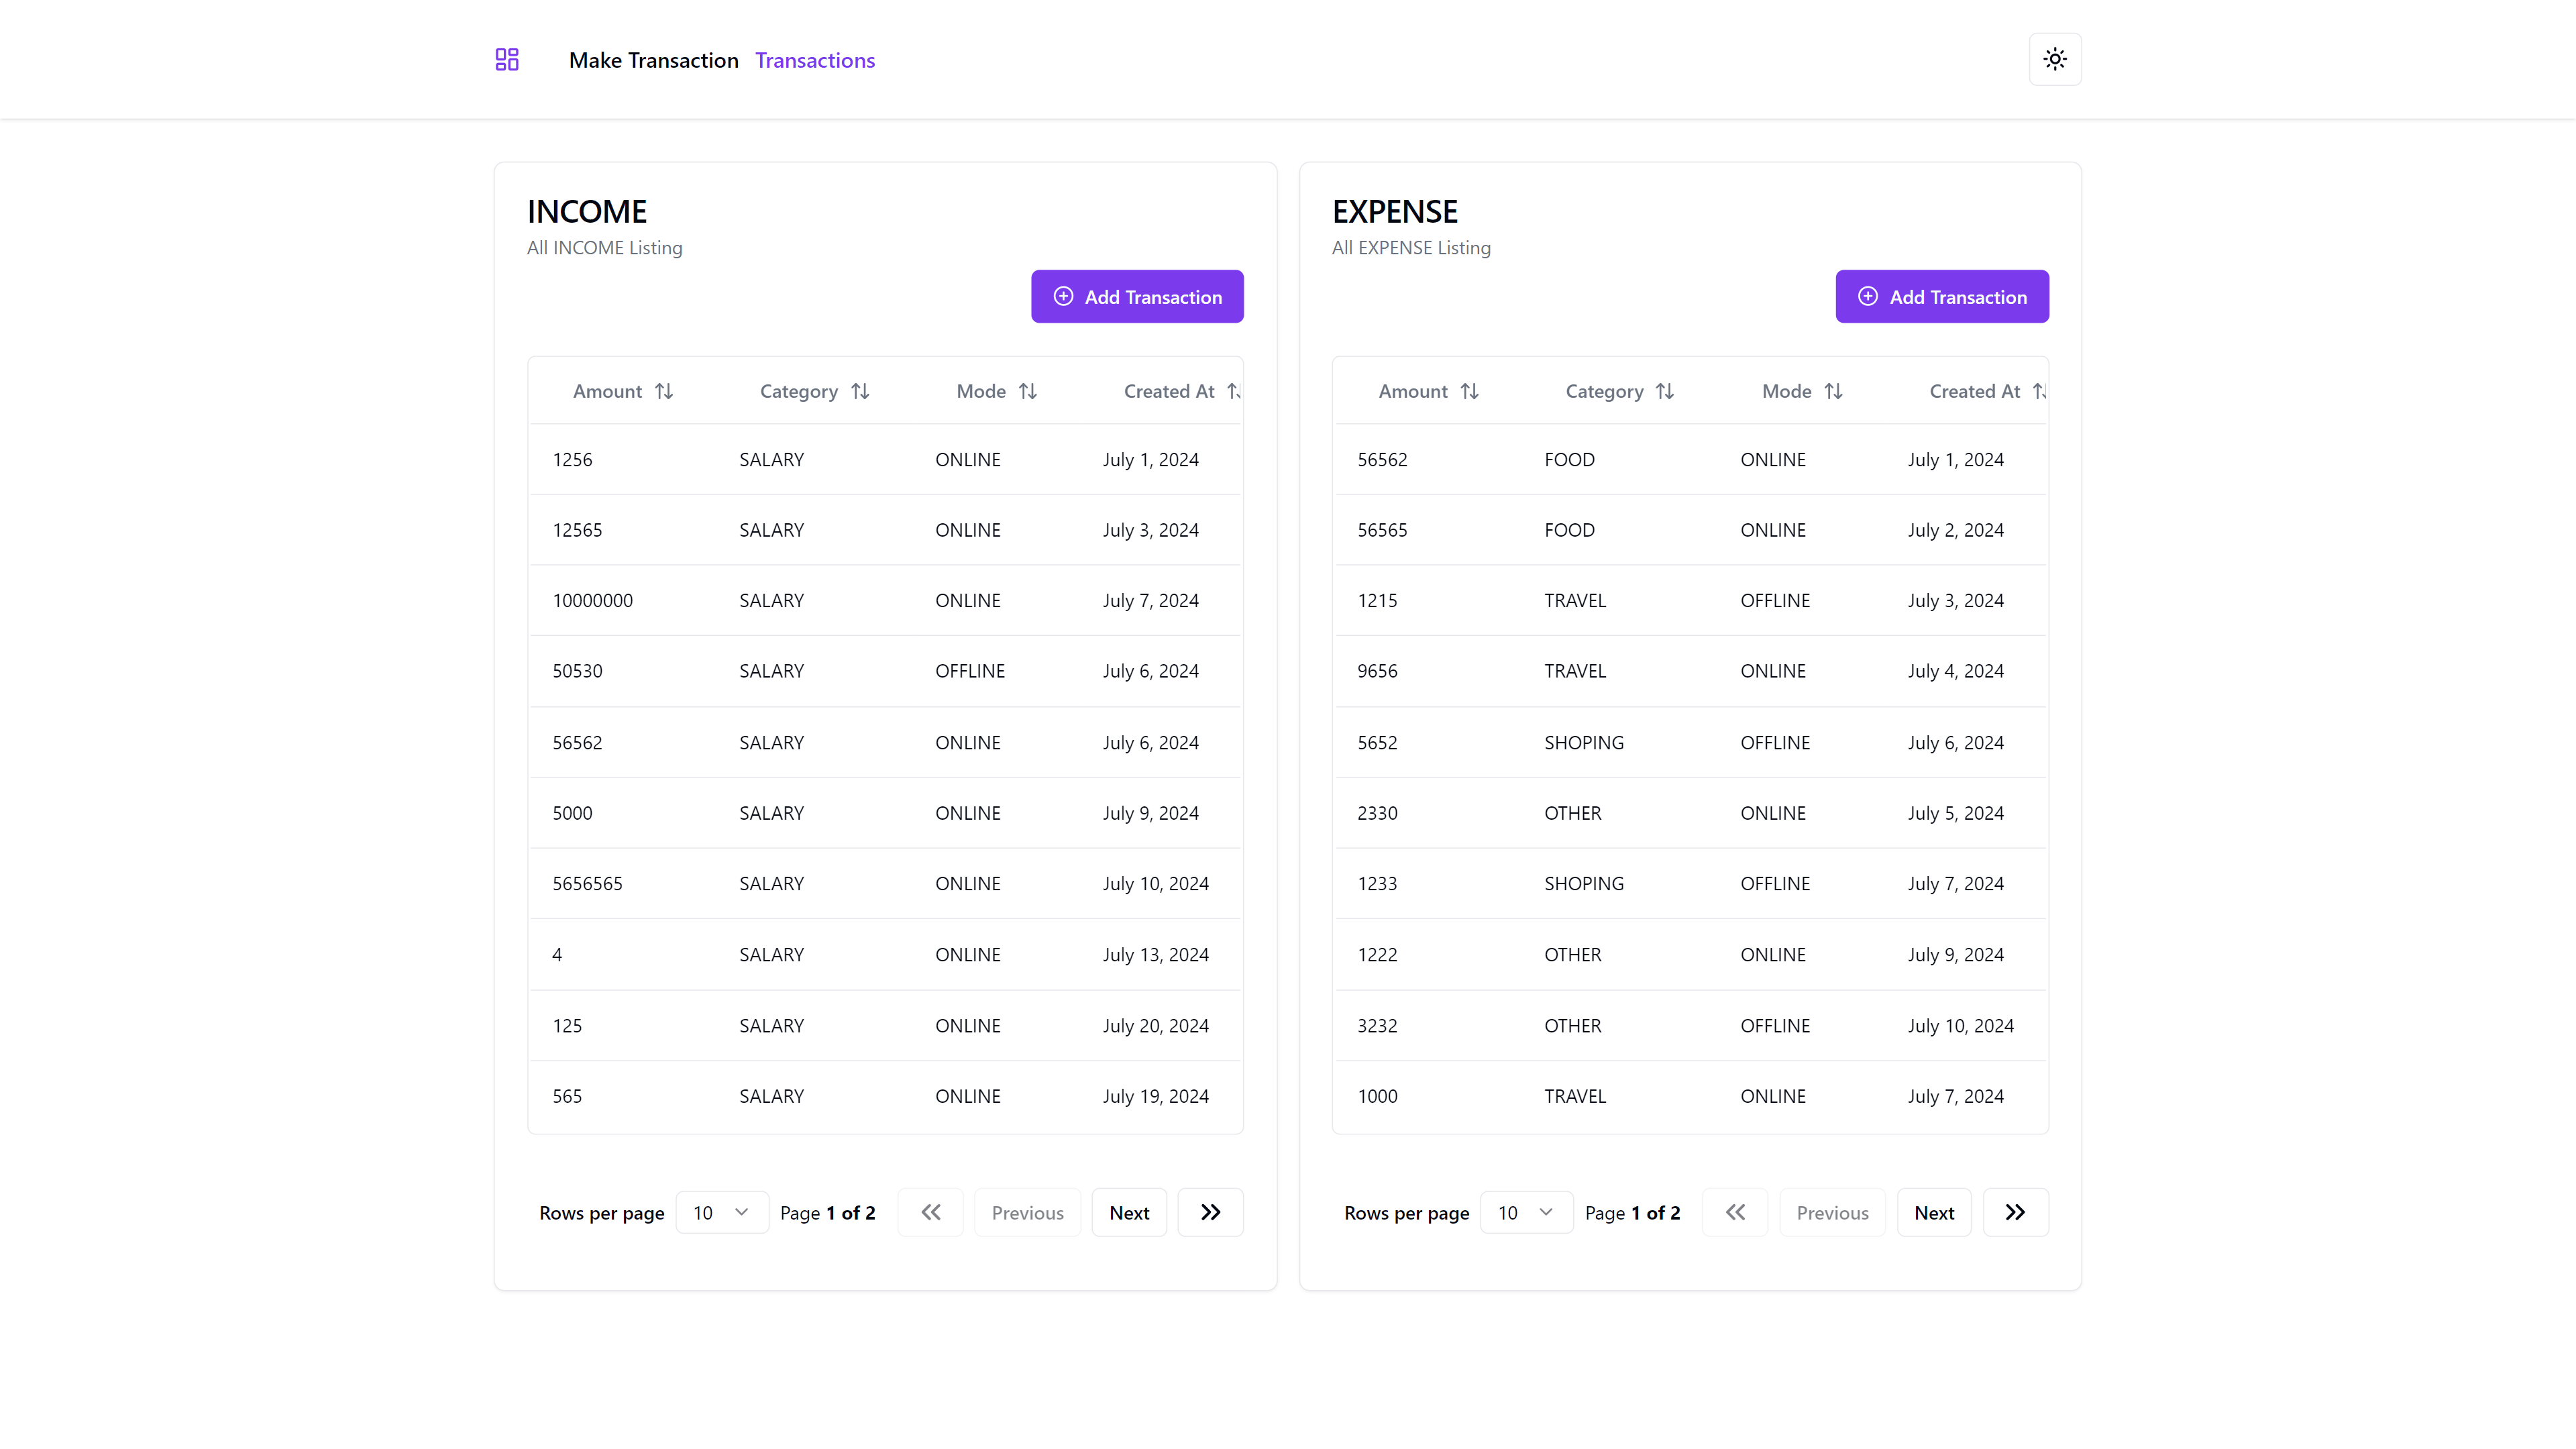 Make Transaction Transactions
INCOME
All INCOME Listing
Add Transaction
Amount Category Mode Created At
1256 SALARY ONLINE July 1, 2024
12565 SALARY ONLINE July 3, 2024
10000000 SALARY ONLINE July 7, 2024
50530 SALARY OFFLINE July 6, 2024
56562 SALARY ONLINE July 6, 2024
5000 SALARY ONLINE July 9, 2024
5656565 SALARY ONLINE July 10, 2024
4 SALARY ONLINE July 13, 2024
125 SALARY ONLINE July 20, 2024
565 SALARY ONLINE July 19, 2024
Rows per page 10 Page 1 of 2 Previous Next
EXPENSE
All EXPENSE Listing
Add Transaction
Amount Category Mode Created At
56562 FOOD ONLINE July 1, 2024
56565 FOOD ONLINE July 2, 2024
1215 TRAVEL OFFLINE July 3, 2024
9656 TRAVEL ONLINE July 4, 2024
5652 SHOPING OFFLINE July 6, 2024
2330 OTHER ONLINE July 5, 2024
1233 SHOPING OFFLINE July 7, 2024
1222 OTHER ONLINE July 9, 2024
3232 OTHER OFFLINE July 10, 2024
1000 TRAVEL ONLINE July 7, 2024
Rows per page 10 Page 1 of 2 Previous Next